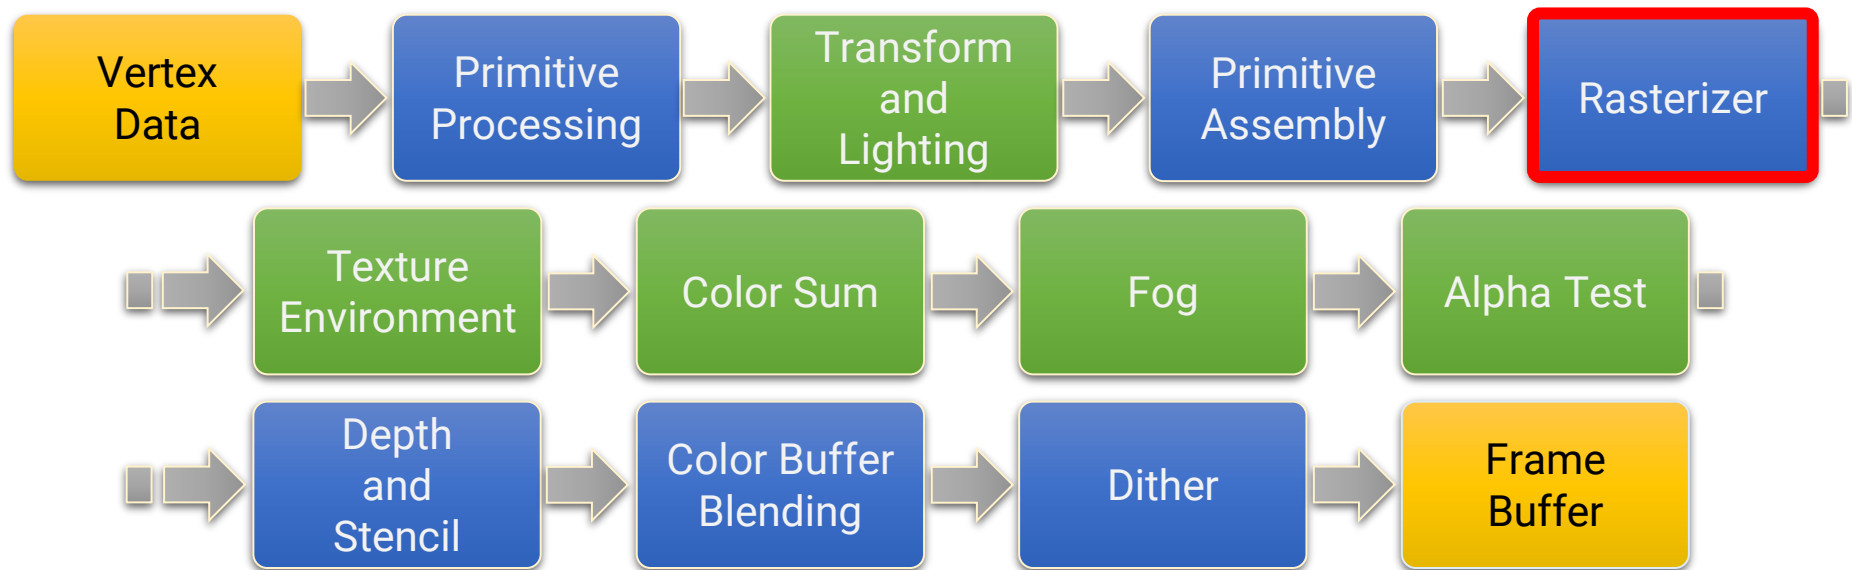 Vertex
Data
Primitive
Processing
Transform
and
Lighting
Primitive
Assembly
Rasterizer
Texture
Environment
Color Sum
Fog
Alpha Test
Depth
and
Stencil
Color Buffer
Blending
Dither
Frame
Buffer